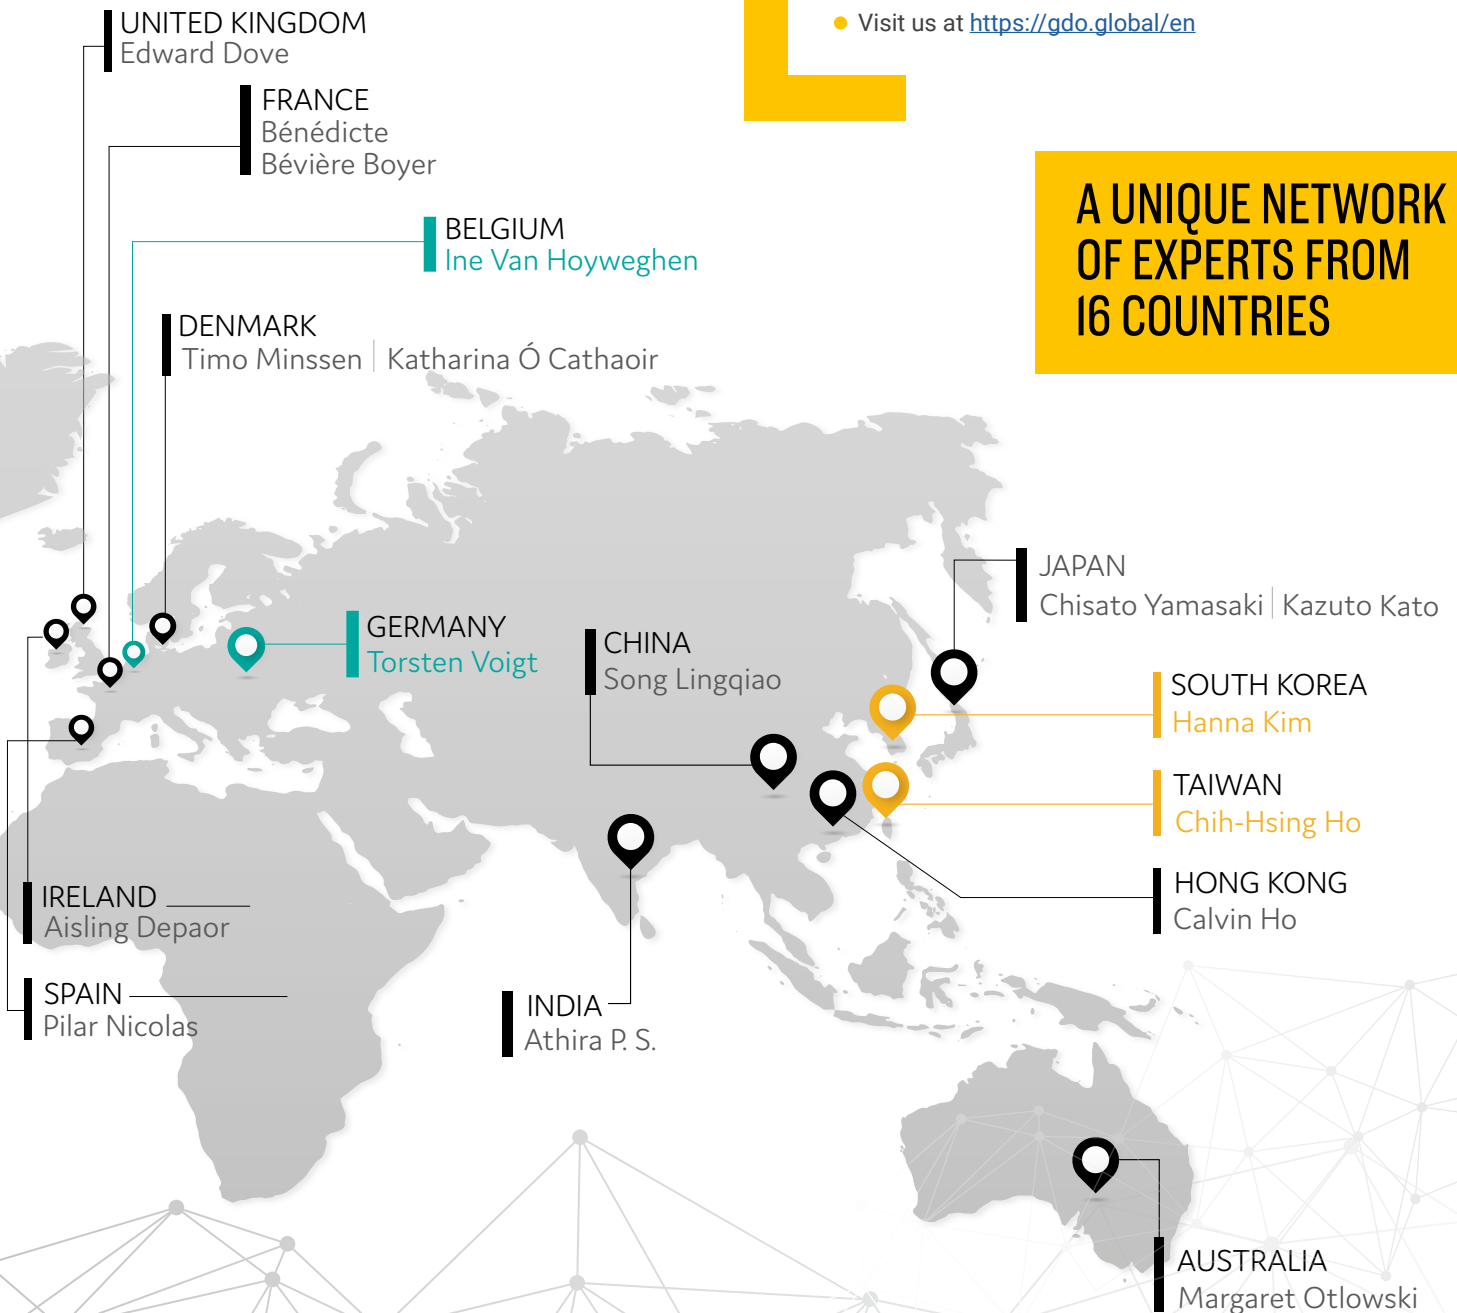 UNITED KINGDOM
Edward Dove
Visit us at https://gdo.global/en
FRANCE
Bénédicte
Bévière Boyer
A UNIQUE NETWORK
OF EXPERTS FROM
16 COUNTRIES
BELGIUM
Ine Van Hoyweghen
DENMARK
Timo Minssen | Katharina Ó Cathaoir
JAPAN
Chisato Yamasaki | Kazuto Kato
GERMANY
Torsten Voigt
CHINA
Song Lingqiao
SOUTH KOREA
Hanna Kim
TAIWAN
Chih-Hsing Ho
HONG KONG
Calvin Ho
IRELAND
Aisling Depaor
SPAIN
Pilar Nicolas
INDIA
Athira P. S.
AUSTRALIA
Margaret Otlowski